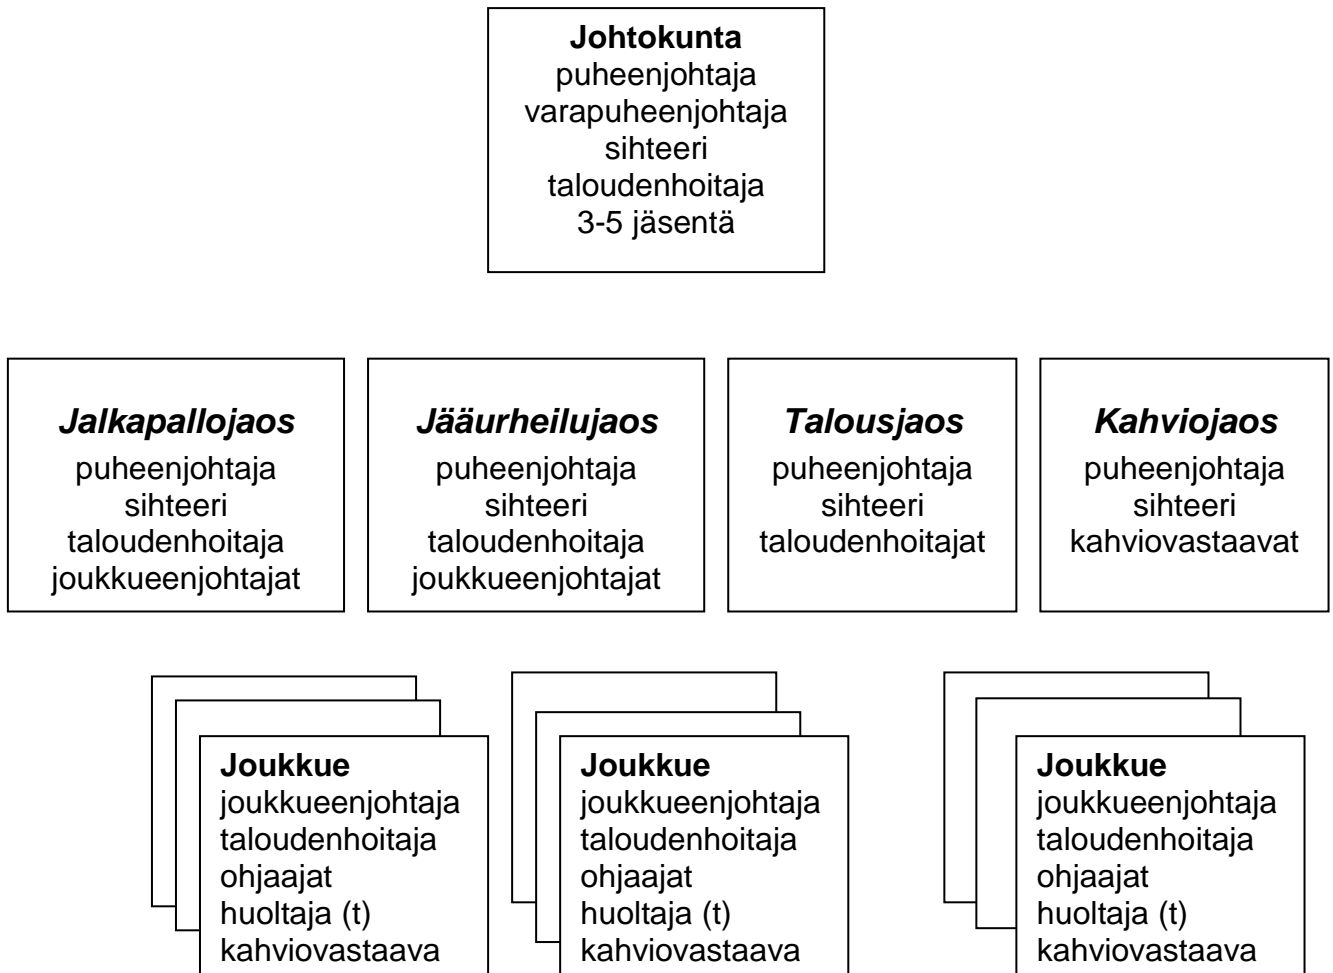 Johtokunta
puheenjohtaja
varapuheenjohtaja
sihteeri
taloudenhoitaja
3-5 jäsentä
Jalkapallojaos
puheenjohtaja
sihteeri
taloudenhoitaja
joukkueenjohtajat
Jääurheilujaos
puheenjohtaja
sihteeri
taloudenhoitaja
joukkueenjohtajat
Talousjaos
puheenjohtaja
sihteeri
taloudenhoitajat
Kahviojaos
puheenjohtaja
sihteeri
kahviovastaavat
Joukkue
joukkueenjohtaja
taloudenhoitaja
ohjaajat
huoltaja (t)
kahviovastaava
Joukkue
joukkueenjohtaja
taloudenhoitaja
ohjaajat
huoltaja (t)
kahviovastaava
Joukkue
joukkueenjohtaja
taloudenhoitaja
ohjaajat
huoltaja (t)
kahviovastaava